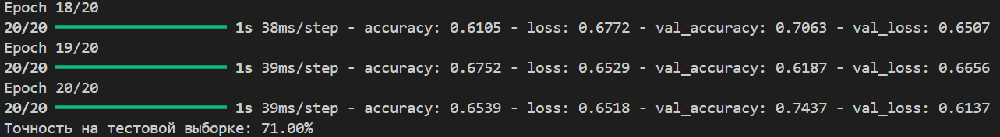 Epoch 18/20
20/20 ━━━━━━━━━━━━━━━━━━━━ 1s 38ms/step - accuracy: 0.6105 - loss: 0.6772 - val_accuracy: 0.7063 - val_loss: 0.6507
Epoch 19/20
20/20 ━━━━━━━━━━━━━━━━━━━━ 1s 39ms/step - accuracy: 0.6752 - loss: 0.6529 - val_accuracy: 0.6187 - val_loss: 0.6656
Epoch 20/20
20/20 ━━━━━━━━━━━━━━━━━━━━ 1s 39ms/step - accuracy: 0.6539 - loss: 0.6518 - val_accuracy: 0.7437 - val_loss: 0.6137
Точность на тестовой выборке: 71.00%